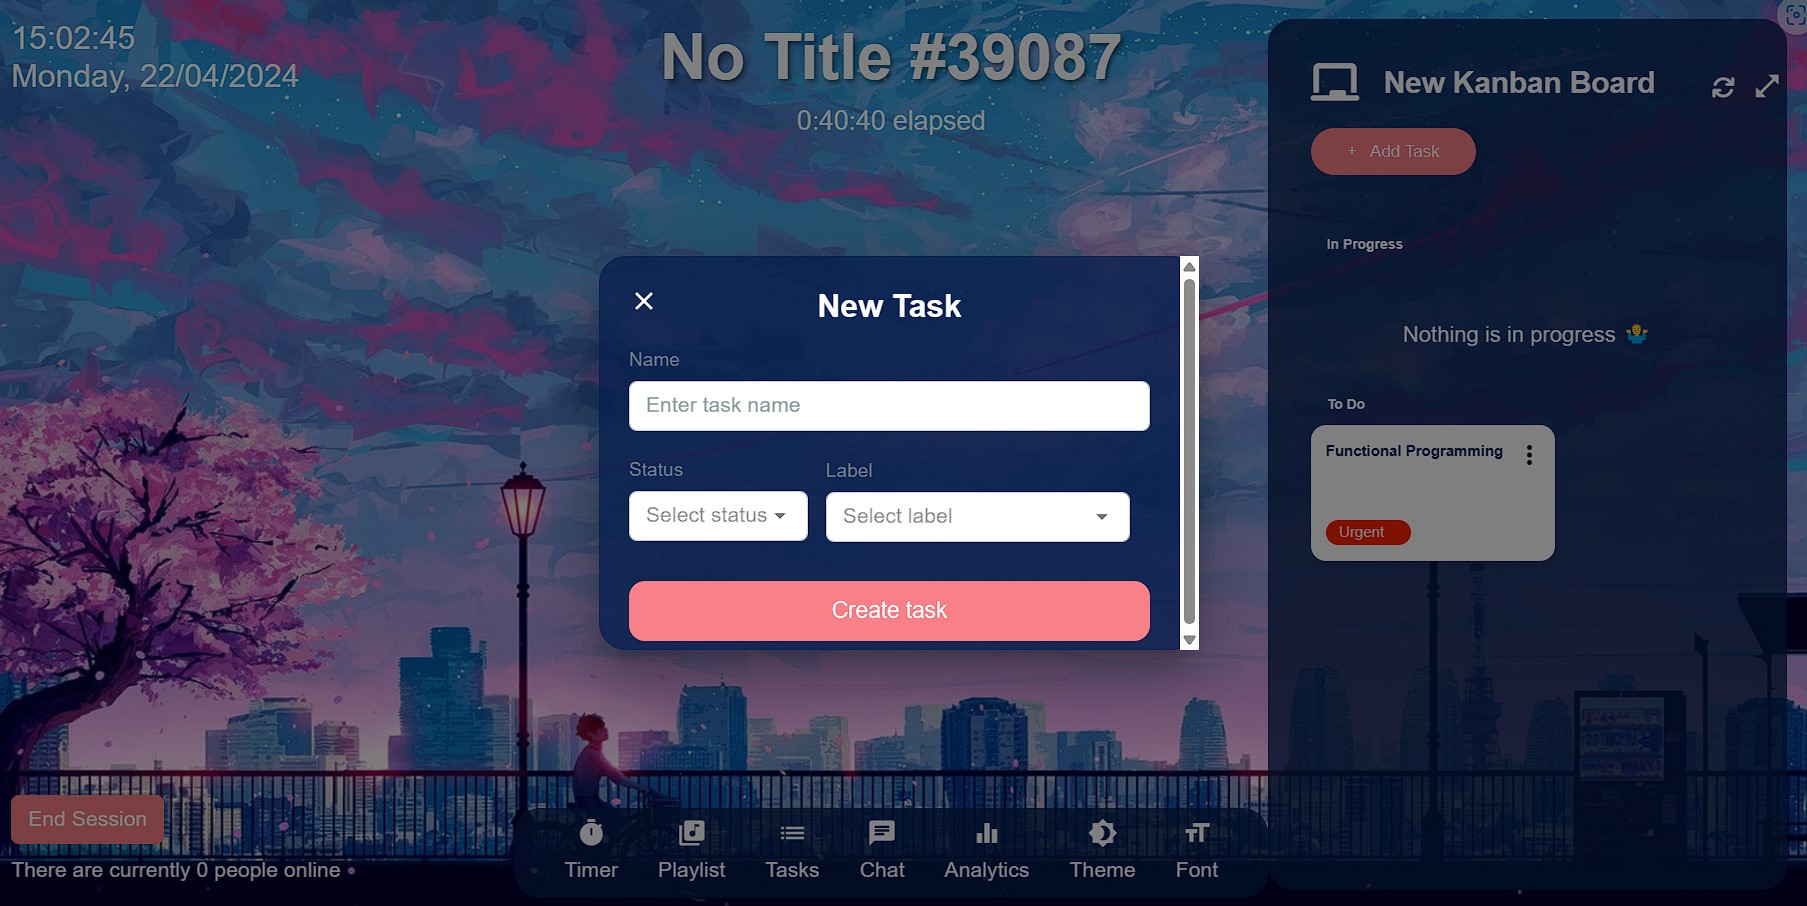 15:02:45
Monday, 22/04/2024
No Title #39087
0:40:40 elapsed
New Kanban Board
+ Add Task
In Progress
Nothing is in progress 🤷‍♂️
To Do
Functional Programming
Urgent
New Task
Name
Enter task name
Status
Label
Select status
Select label
Create task
End Session
There are currently 0 people online
Timer
Playlist
Tasks
Chat
Analytics
Theme
Font